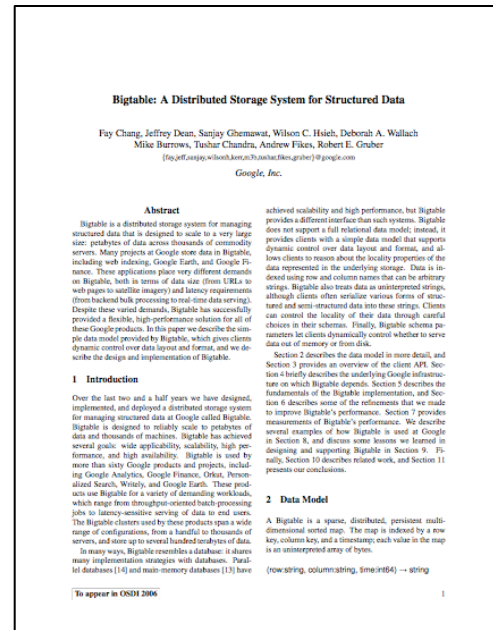 Bigtable: A Distributed Storage System for Structured Data
Fay Chang, Jeffrey Dean, Sanjay Ghemawat, Wilson C. Hsieh, Deborah A. Wallach
Mike Burrows, Tushar Chandra, Andrew Fikes, Robert E. Gruber
{fay,jeff,sanjay,wilsonh,kerr,m3b,tushar,fikes,gruber}@google.com
Google, Inc.
Abstract
Bigtable is a distributed storage system for managing
structured data that is designed to scale to a very large
size: petabytes of data across thousands of commodity
servers. Many projects at Google store data in Bigtable,
including web indexing, Google Earth, and Google Fi-
nance. These applications place very different demands
on Bigtable, both in terms of data size (from URLs to
web pages to satellite imagery) and latency requirements
(from backend bulk processing to real-time data serving).
Despite these varied demands, Bigtable has successfully
provided a flexible, high-performance solution for all of
these Google products. In this paper we describe the sim-
ple data model provided by Bigtable, which gives clients
dynamic control over data layout and format, and we de-
scribe the design and implementation of Bigtable.
1 Introduction
Over the last two and a half years we have designed,
implemented, and deployed a distributed storage system
for managing structured data at Google called Bigtable.
Bigtable is designed to reliably scale to petabytes of
data and thousands of machines. Bigtable has achieved
several goals: wide applicability, scalability, high per-
formance, and high availability. Bigtable is used by
more than sixty Google products and projects, includ-
ing Google Analytics, Google Finance, Orkut, Person-
alized Search, Writely, and Google Earth. These prod-
ucts use Bigtable for a variety of demanding workloads,
which range from throughput-oriented batch-processing
jobs to latency-sensitive serving of data to end users.
The Bigtable clusters used by these products span a wide
range of configurations, from a handful to thousands of
servers, and store up to several hundred terabytes of data.
In many ways, Bigtable resembles a database: it shares
many implementation strategies with databases. Paral-
lel databases [14] and main-memory databases [13] have
achieved scalability and high performance, but Bigtable
provides a different interface than such systems. Bigtable
does not support a full relational data model; instead, it
provides clients with a simple data model that supports
dynamic control over data layout and format, and al-
lows clients to reason about the locality properties of the
data represented in the underlying storage. Data is in-
dexed using row and column names that can be arbitrary
strings. Bigtable also treats data as uninterpreted strings,
although clients often serialize various forms of struc-
tured and semi-structured data into these strings. Clients
can control the locality of their data through careful
choices in their schemas. Finally, Bigtable schema pa-
rameters let clients dynamically control whether to serve
data out of memory or from disk.
Section 2 describes the data model in more detail, and
Section 3 provides an overview of the client API. Sec-
tion 4 briefly describes the underlying Google infrastruc-
ture on which Bigtable depends. Section 5 describes the
fundamentals of the Bigtable implementation, and Sec-
tion 6 describes some of the refinements that we made
to improve Bigtable's performance. Section 7 provides
measurements of Bigtable's performance. We describe
several examples of how Bigtable is used at Google
in Section 8, and discuss some lessons we learned in
designing and supporting Bigtable in Section 9. Fi-
nally, Section 10 describes related work, and Section 11
presents our conclusions.
2 Data Model
A Bigtable is a sparse, distributed, persistent multi-
dimensional sorted map. The map is indexed by a row
key, column key, and a timestamp; each value in the map
is an uninterpreted array of bytes.
(row:string, column:string, time:int64) → string
To appear in OSDI 2006
1